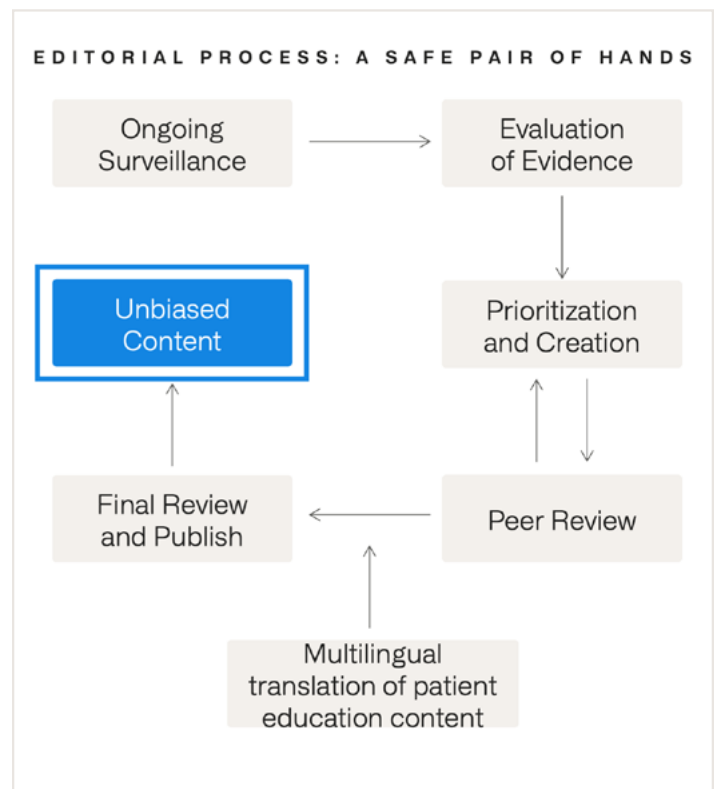 EDITORIAL PROCESS: A SAFE PAIR OF HANDS
Ongoing
Surveillance
Evaluation
of Evidence
Unbiased
Content
Prioritization
and Creation
Final Review
and Publish
Peer Review
Multilingual
translation of patient
education content